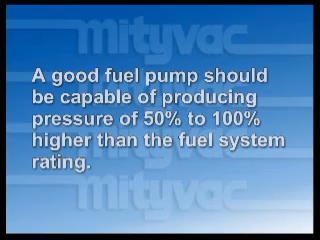 Mityvac
A good fuel pump should
be capable of producing
pressure of 50% to 100%
higher than the fuel system
rating.
Mityvac